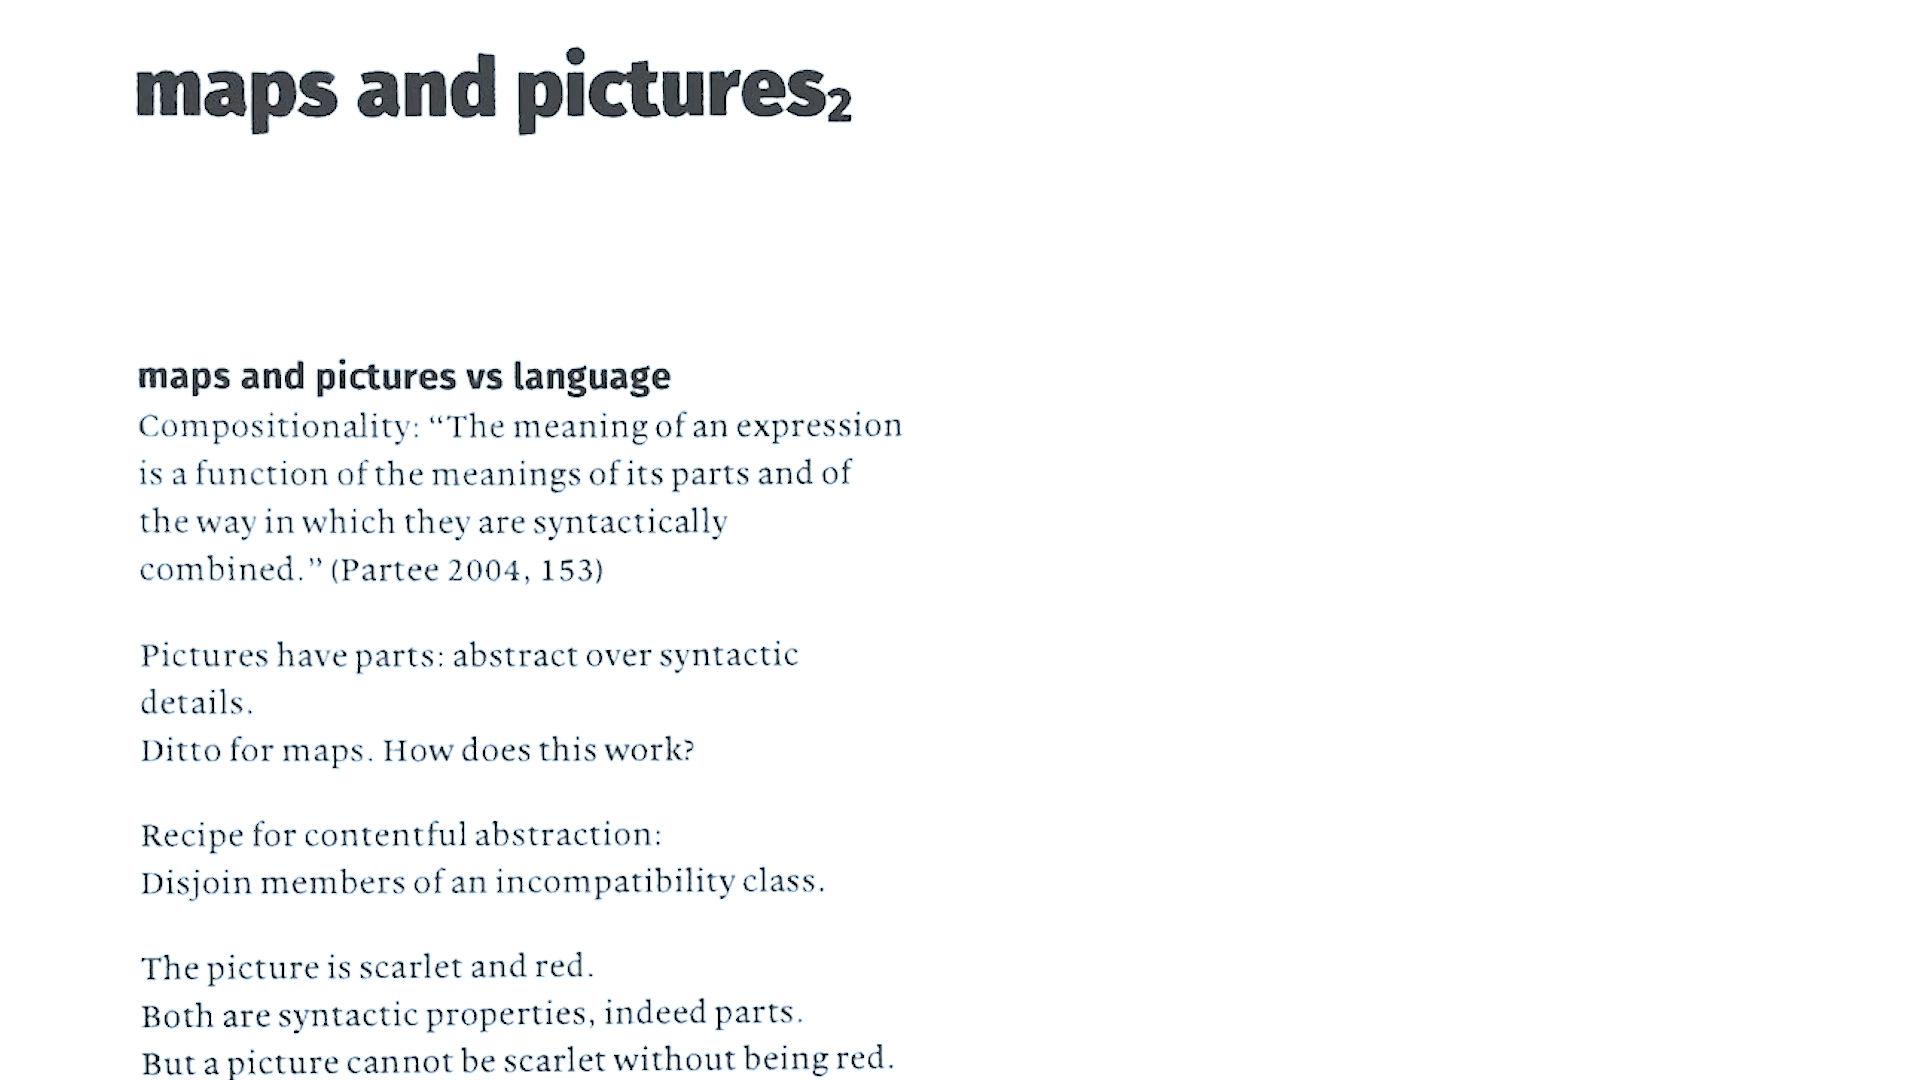 maps and pictures₂
maps and pictures vs language
Compositionality: “The meaning of an expression
is a function of the meanings of its parts and of
the way in which they are syntactically
combined.” (Partee 2004, 153)
Pictures have parts: abstract over syntactic
details.
Ditto for maps. How does this work?
Recipe for contentful abstraction:
Disjoin members of an incompatibility class.
The picture is scarlet and red.
Both are syntactic properties, indeed parts.
But a picture cannot be scarlet without being red.